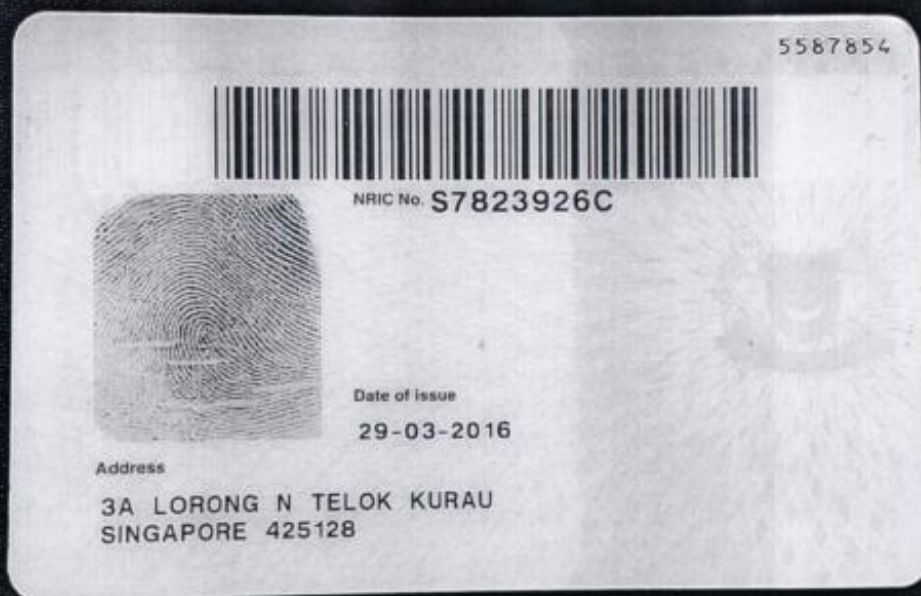 5587854
NRIC No. S7823926C
Date of issue
29-03-2016
Address
3A LORONG N TELOK KURAU
SINGAPORE 425128